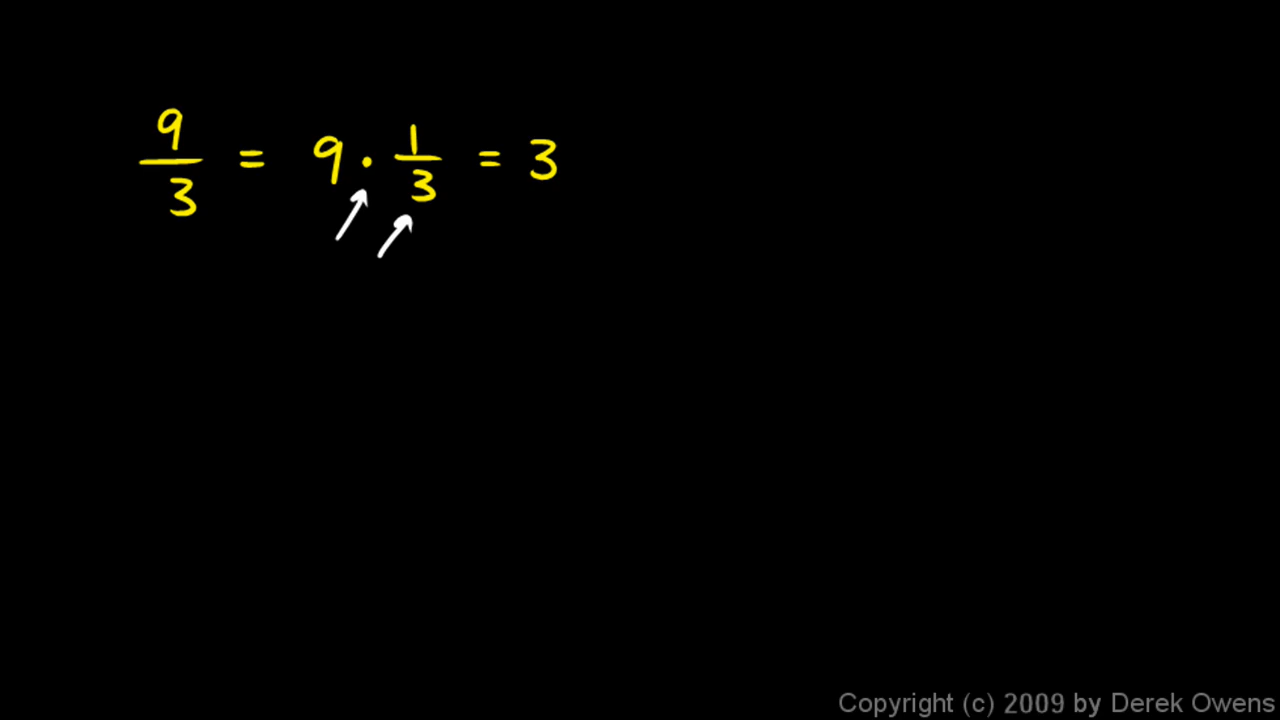 9/3 = 9 · 1/3 = 3
Copyright (c) 2009 by Derek Owens